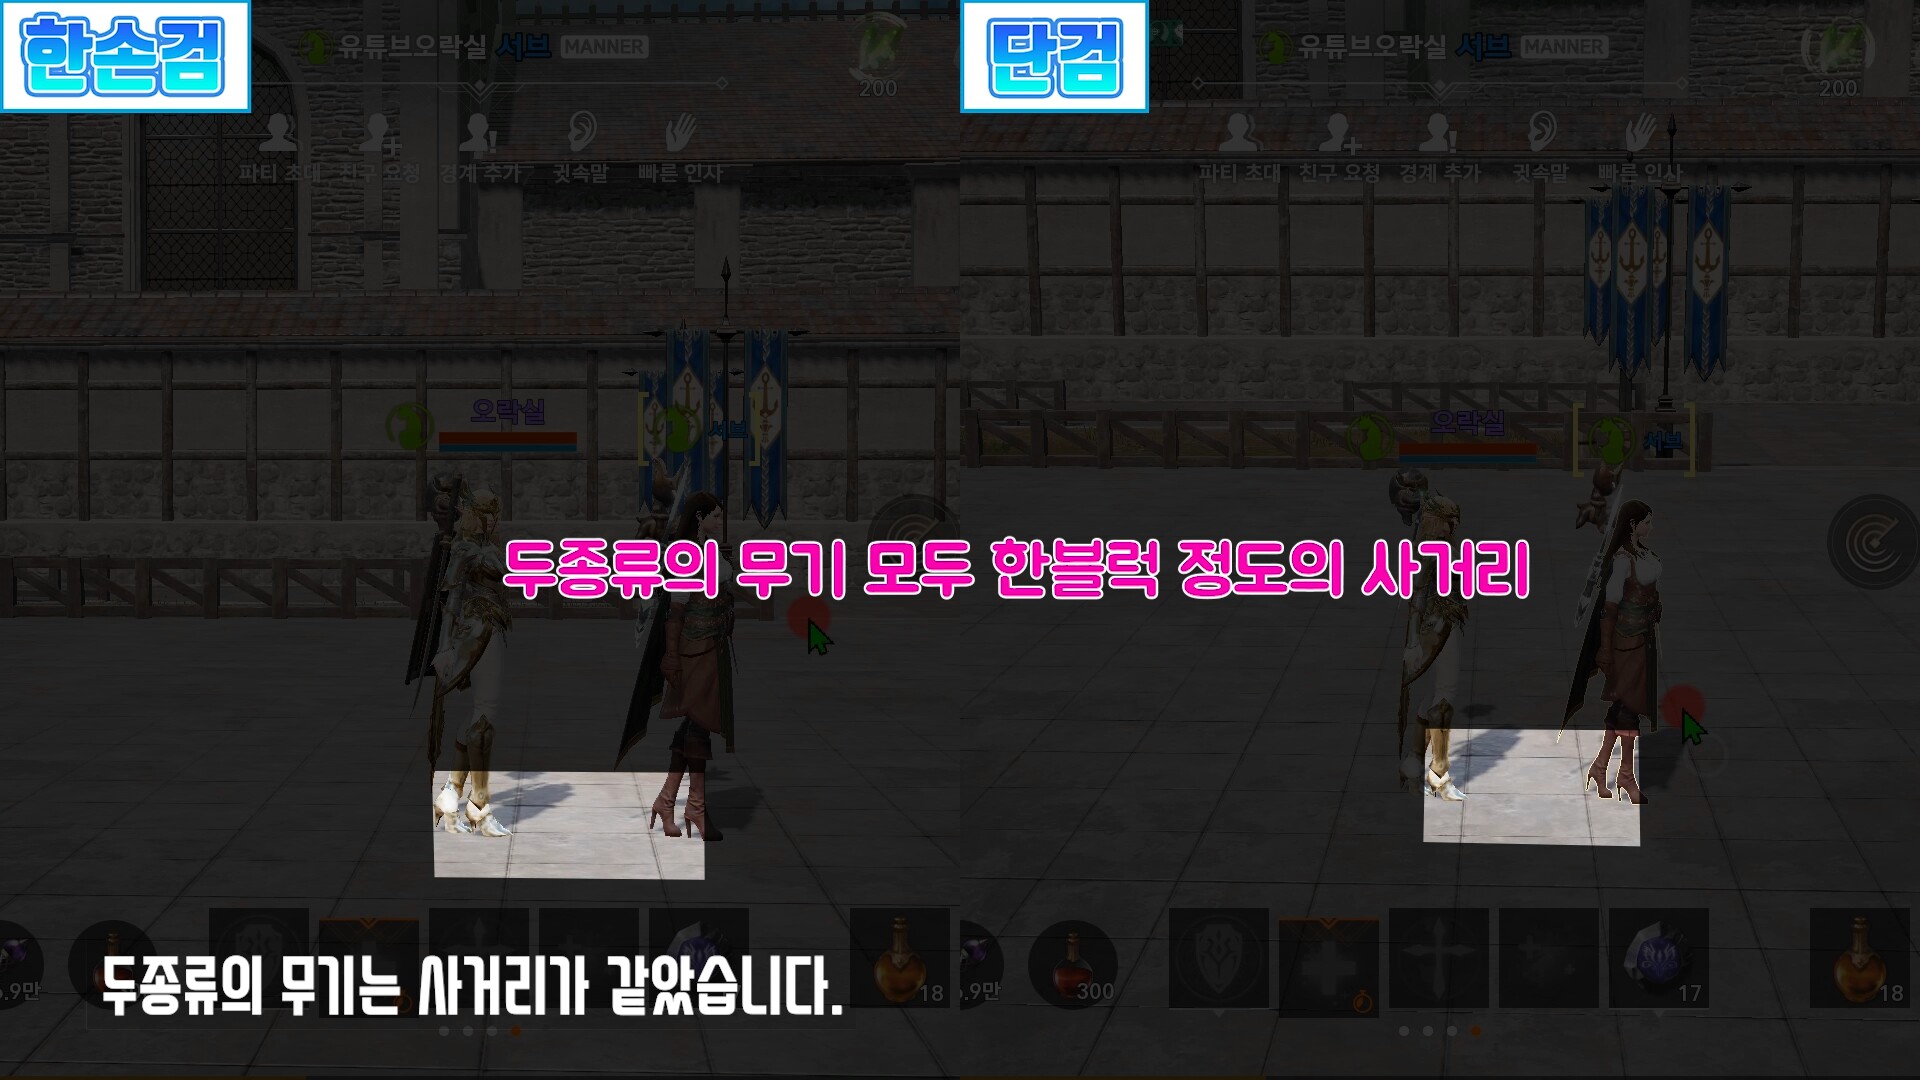 한손검
유튜브오락실 서브 MANNER
200
파티 초대 친구 요청 경계 추가 귓속말 빠른 인사
오락실
서브
18
단검
유튜브오락실 서브 MANNER
200
파티 초대 친구 요청 경계 추가 귓속말 빠른 인사
오락실
서브
300
17
18
두종류의 무기 모두 한블럭 정도의 사거리
두종류의 무기는 사거리가 같았습니다.